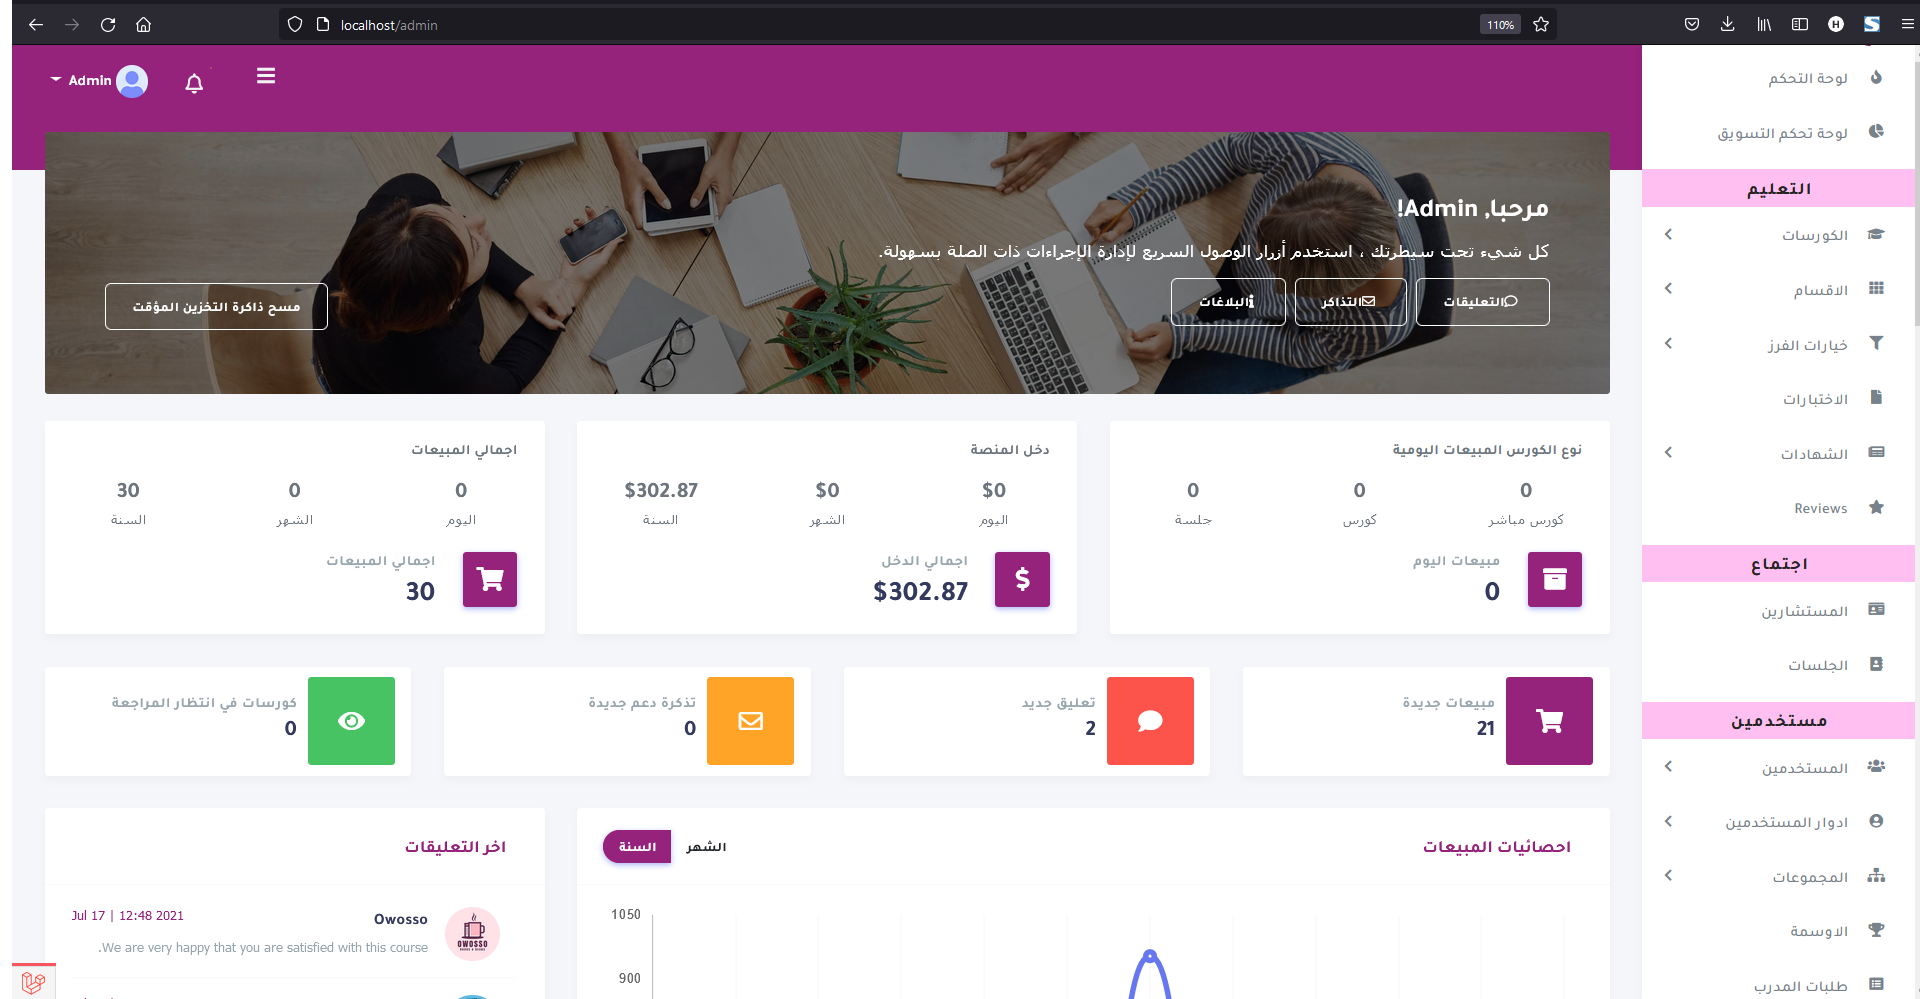 localhost/admin
110%
Admin
لوحة التحكم
لوحة تحكم التسويق
التعليم
الكورسات
الاقسام
خيارات الفرز
الاختبارات
الشهادات
Reviews
اجتماع
المستشارين
الجلسات
مستخدمين
المستخدمين
ادوار المستخدمين
المجموعات
الاوسمة
طلبات المدرب
مرحبا, Admin!
كل شيء تحت سيطرتك ، استخدم أزرار الوصول السريع لإدارة الإجراءات ذات الصلة بسهولة.
التعليقات
التذاكر
البلاغات
مسح ذاكرة التخزين المؤقت
نوع الكورس المبيعات اليومية
0 0 0
كورس مباشر كورس جلسة
مبيعات اليوم
0
دخل المنصة
$0 $0 $302.87
اليوم الشهر السنة
اجمالي الدخل
$302.87
اجمالي المبيعات
0 0 30
اليوم الشهر السنة
اجمالي المبيعات
30
مبيعات جديدة
21
تعليق جديد
2
تذكرة دعم جديدة
0
كورسات في انتظار المراجعة
0
احصائيات المبيعات
الشهر السنة
1050
900
اخر التعليقات
Owosso
Jul 17 | 12:48 2021
.We are very happy that you are satisfied with this course
OWOSSO